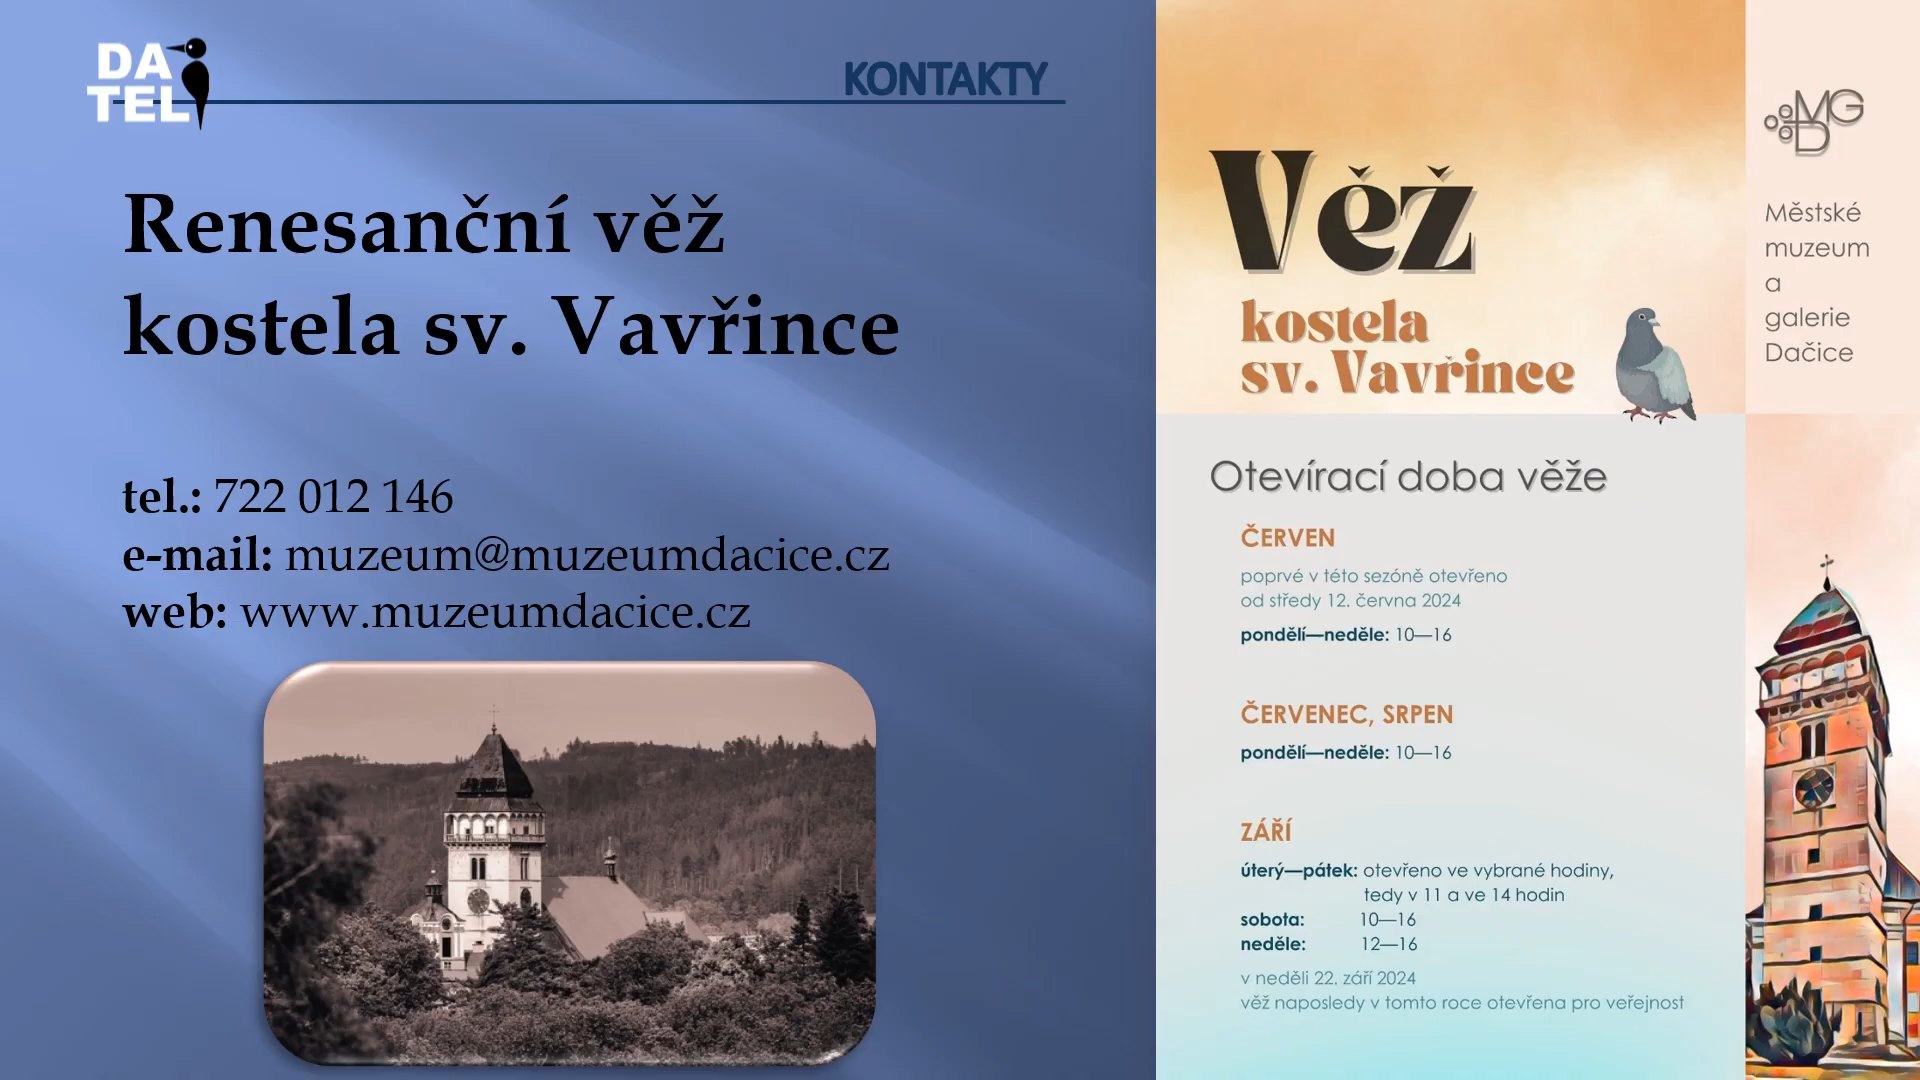 DA
TEL
KONTAKTY
Renesanční věž
kostela sv. Vavřince
tel.: 722 012 146
e-mail: muzeum@muzeumdacice.cz
web: www.muzeumdacice.cz
Věž
kostela
sv. Vavřince
MG
D
Městské
muzeum
a
galerie
Dačice
Otevírací doba věže
ČERVEN
poprvé v této sezóně otevřeno
od středy 12. června 2024
pondělí—neděle: 10—16
ČERVENEC, SRPEN
pondělí—neděle: 10—16
ZÁŘÍ
úterý—pátek: otevřeno ve vybrané hodiny,
tedy v 11 a ve 14 hodin
sobota: 10—16
neděle: 12—16
v neděli 22. září 2024
věž naposledy v tomto roce otevřena pro veřejnost